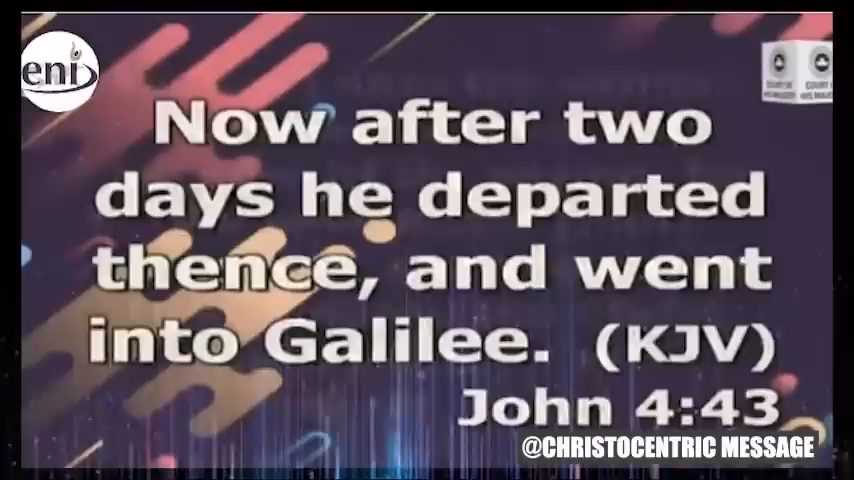 eni
Now after two
days he departed
thence, and went
into Galilee. (KJV)
John 4:43
@CHRISTOCENTRIC MESSAGE